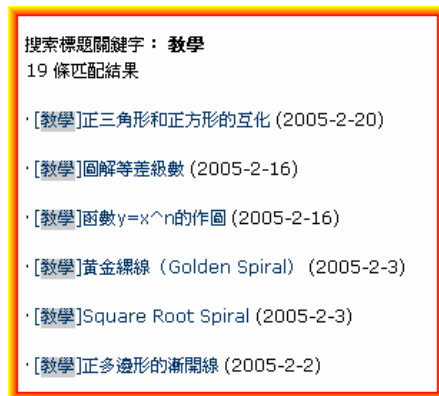 搜索標題關鍵字： 教學
19 條匹配結果
· [教學]正三角形和正方形的互化 (2005-2-20)
· [教學]圖解等差級數 (2005-2-16)
· [教學]函數y=x^n的作圖 (2005-2-16)
· [教學]黃金縲線（Golden Spiral） (2005-2-3)
· [教學]Square Root Spiral (2005-2-3)
· [教學]正多邊形的漸開線 (2005-2-2)